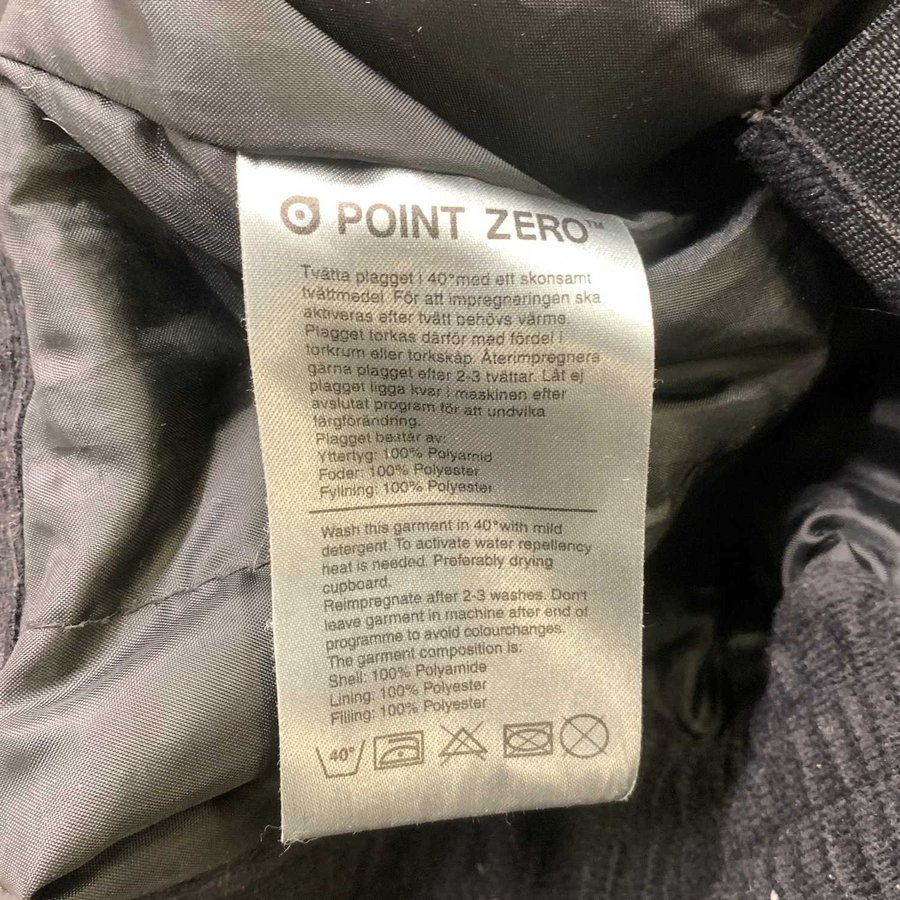 POINT ZERO™
Tvätta plagget i 40° med ett skonsamt
tvättmedel. För att impregneringen ska
aktiveras efter tvätt behövs värme.
Plagget torkas därför med fördel i
torkrum eller torkskåp. Återimpregnera
gärna plagget efter 2-3 tvättar. Låt ej
plagget ligga kvar i maskinen efter
avslutat program för att undvika
färgförändring.
Plagget består av:
Yttertyg: 100% Polyamid
Foder: 100% Polyester
Fyllning: 100% Polyester
Wash this garment in 40° with mild
detergent. To activate water repellency
heat is needed. Preferably drying
cupboard.
Reimpregnate after 2-3 washes. Don't
leave garment in machine after end of
programme to avoid colourchanges.
The garment composition is:
Shell: 100% Polyamide
Lining: 100% Polyester
Filling: 100% Polyester
40°